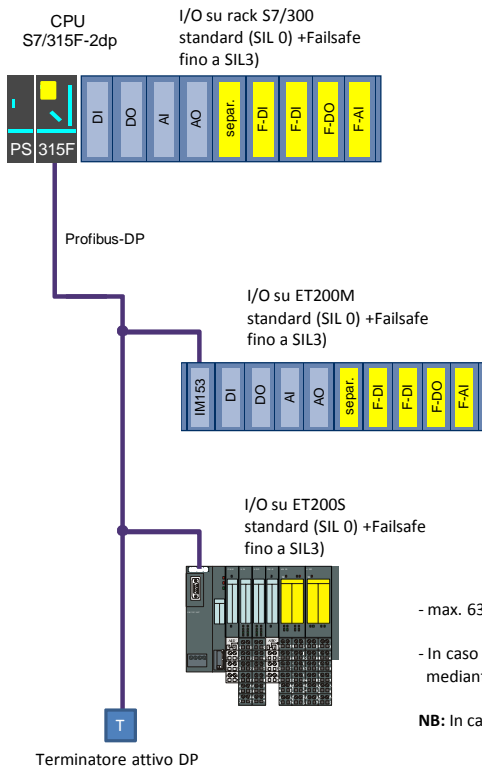 CPU
S7/315F-2dp
I/O su rack S7/300
standard (SIL 0) +Failsafe
fino a SIL3)
PS
315F
DI
DO
AI
AO
separ.
F-DI
F-DI
F-DO
F-AI
Profibus-DP
I/O su ET200M
standard (SIL 0) +Failsafe
fino a SIL3)
IM153
DI
DO
AI
AO
separ.
F-DI
F-DI
F-DO
F-AI
I/O su ET200S
standard (SIL 0) +Failsafe
fino a SIL3)
- max. 63
- In caso
mediant
NB: In ca
T
Terminatore attivo DP